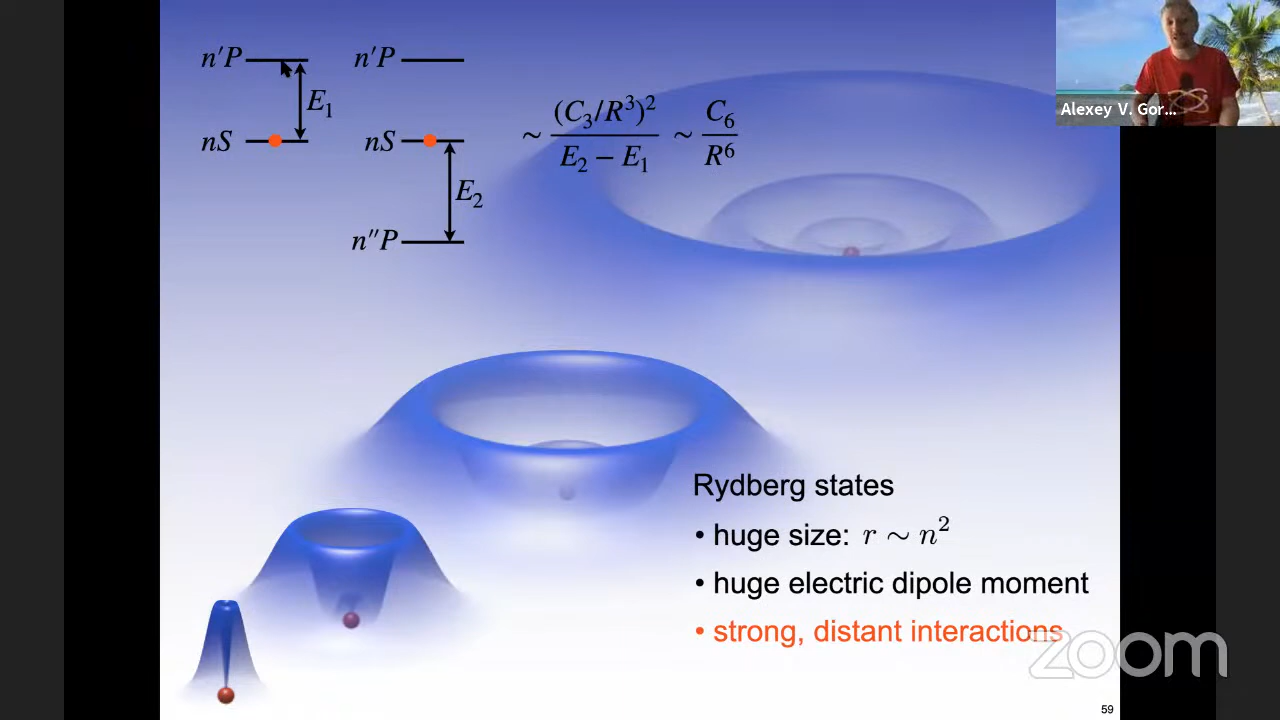 n′P
n′P
E₁
nS
nS
E₂
n″P
∼ (C₃/R³)² / (E₂ − E₁) ∼ C₆ / R⁶
Alexey V. Gor...
Rydberg states
• huge size: r ∼ n²
• huge electric dipole moment
• strong, distant interactions
zoom
59